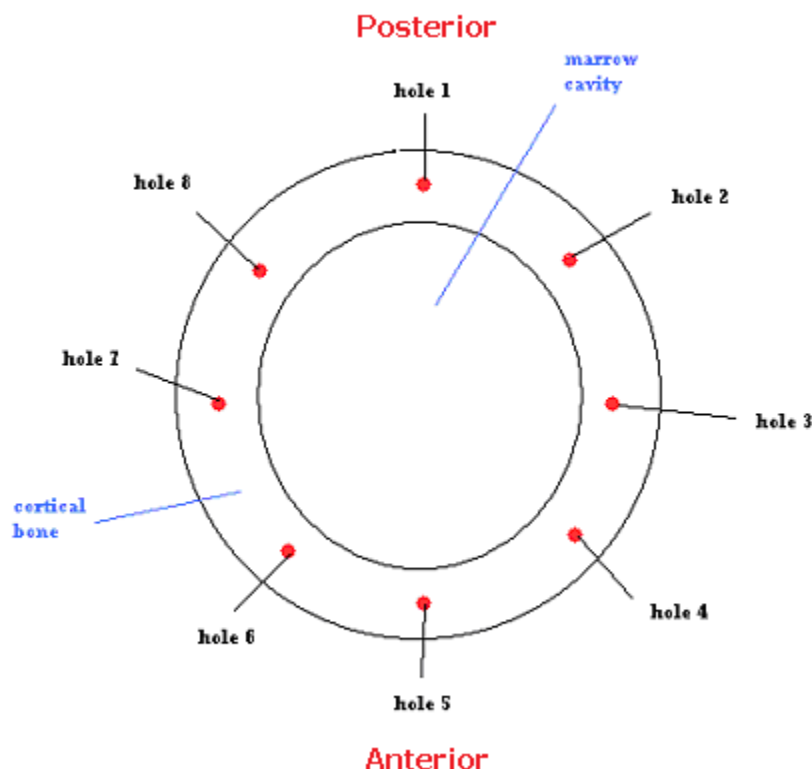 Posterior
marrow
cavity
hole 1
hole 8
hole 2
hole 7
hole 3
cortical
bone
hole 4
hole 6
hole 5
Anterior